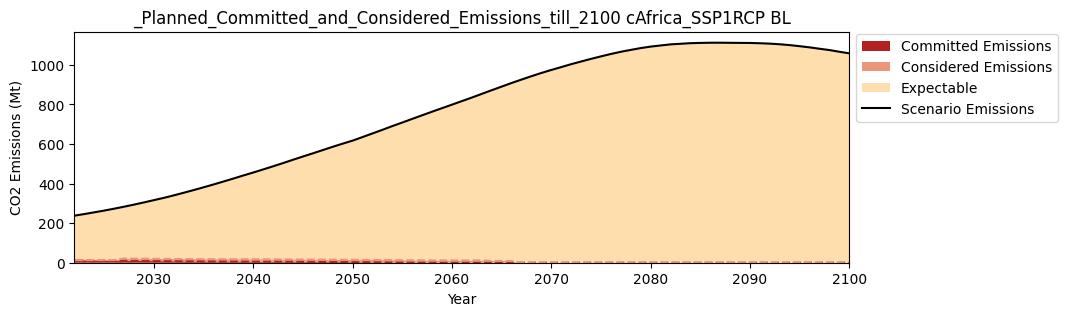 _Planned_Committed_and_Considered_Emissions_till_2100 cAfrica_SSP1RCP BL
Committed Emissions
Considered Emissions
Expectable
Scenario Emissions
CO2 Emissions (Mt)
1000
800
600
400
200
0
2030 2040 2050 2060 2070 2080 2090 2100
Year